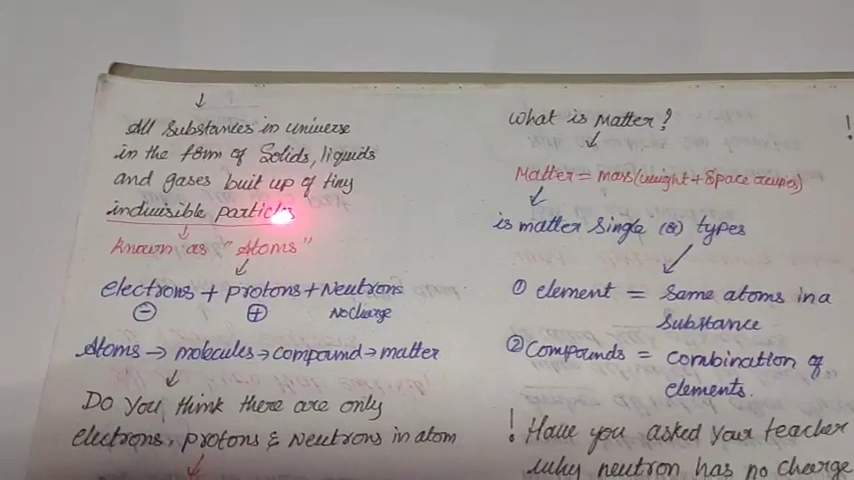 All Substances in universe
in the form of Solids, liquids
and gases buit up of tiny
indivisible particles
known as "Atoms"
electrons + protons + Neutrons
No charge
Atoms → molecules → compound → matter
Do you think there are only
electrons, protons & Neutrons in atom
What is Matter?
Matter = mass (weight + Space occupies)
is matter Single (or) types
① element = Same atoms in a
Substance
② Compounds = combination of
elements.
! Have you asked your teacher
why neutron has no charge
!